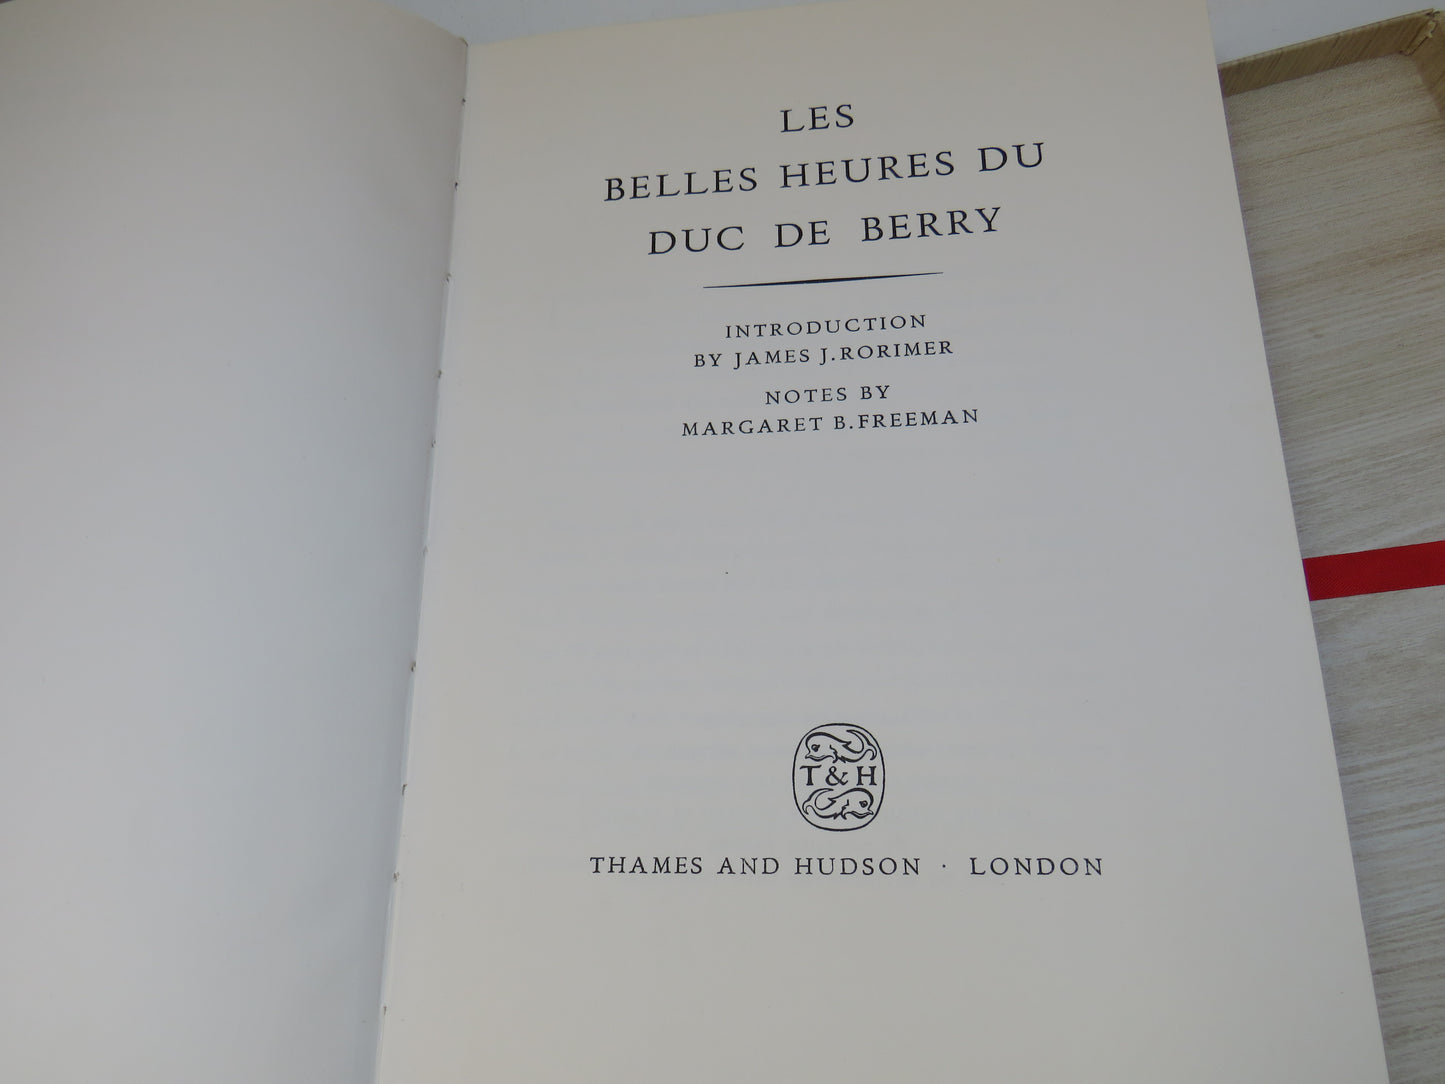 LES
BELLES HEURES DU
DUC DE BERRY
INTRODUCTION
BY JAMES J. RORIMER
NOTES BY
MARGARET B. FREEMAN
T & H
THAMES AND HUDSON · LONDON